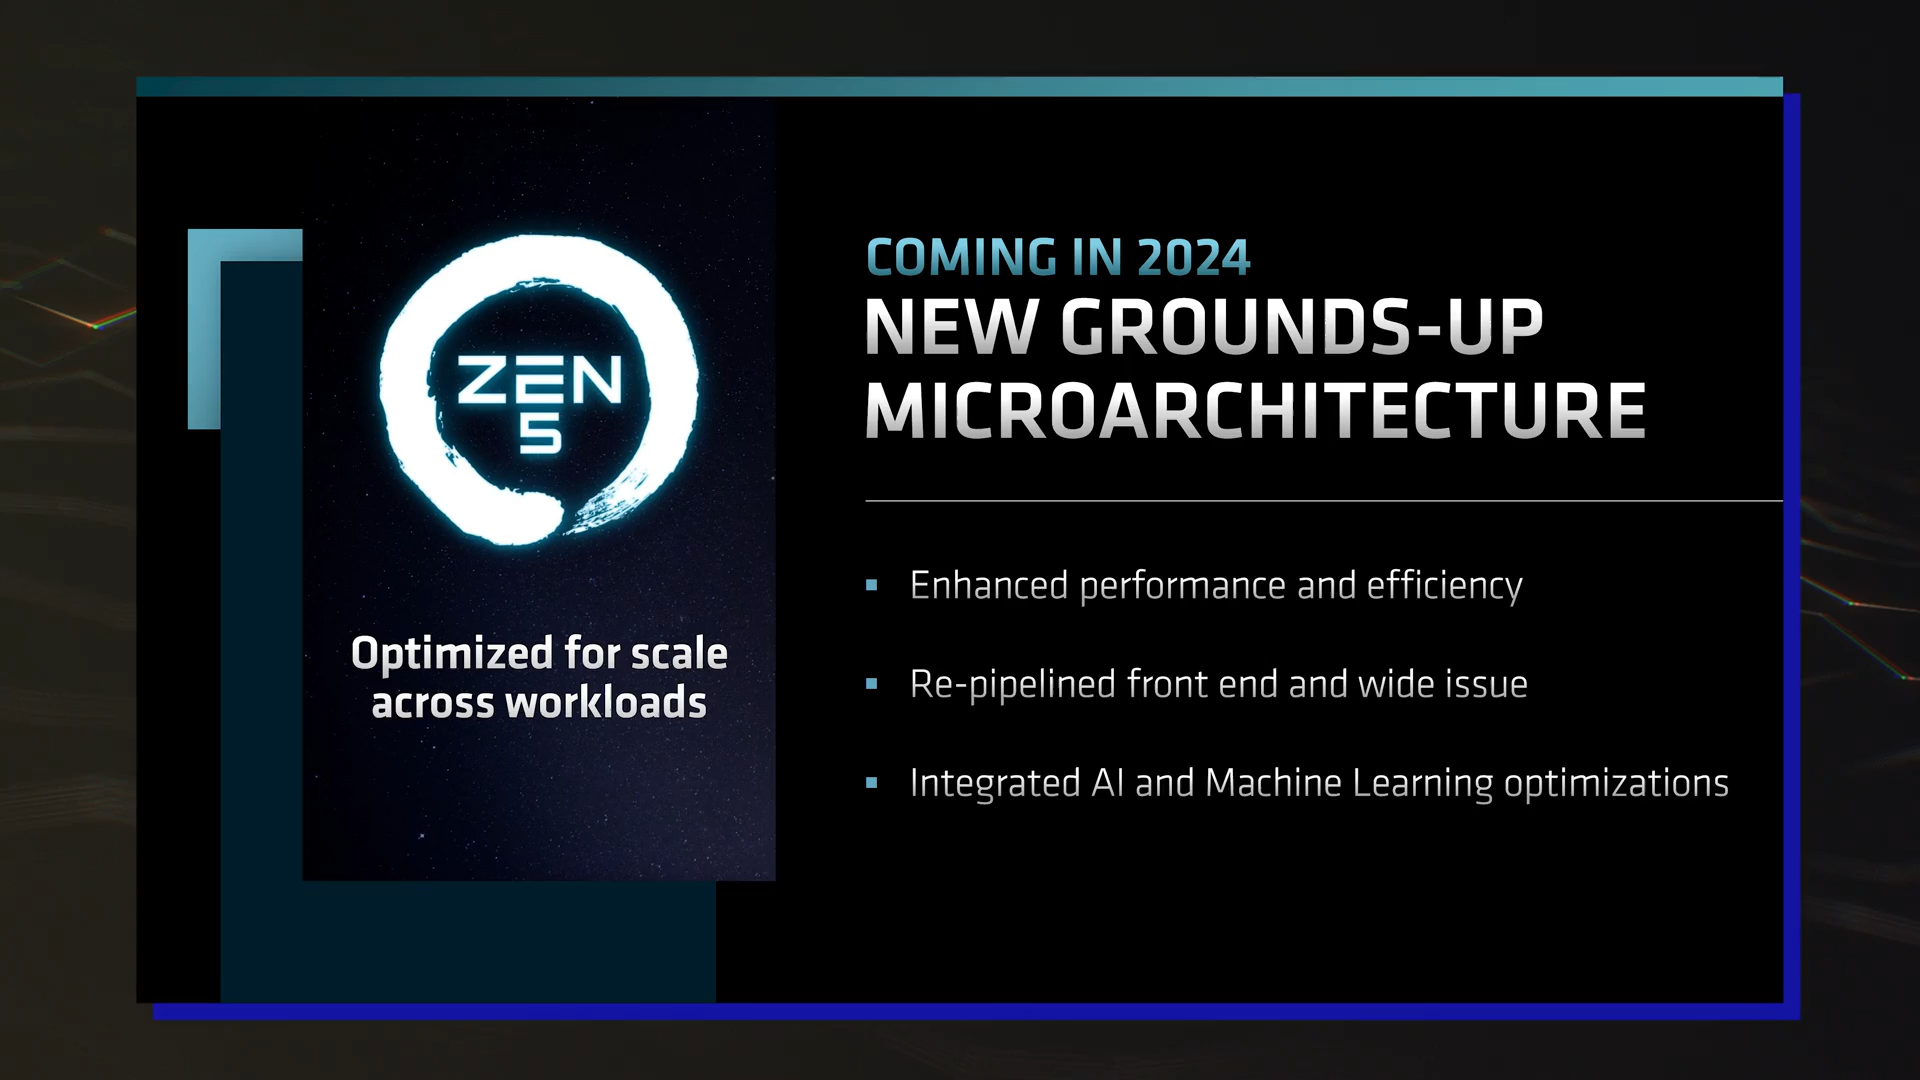 ZEN
5
Optimized for scale
across workloads
COMING IN 2024
NEW GROUNDS-UP
MICROARCHITECTURE
▪ Enhanced performance and efficiency
▪ Re-pipelined front end and wide issue
▪ Integrated AI and Machine Learning optimizations